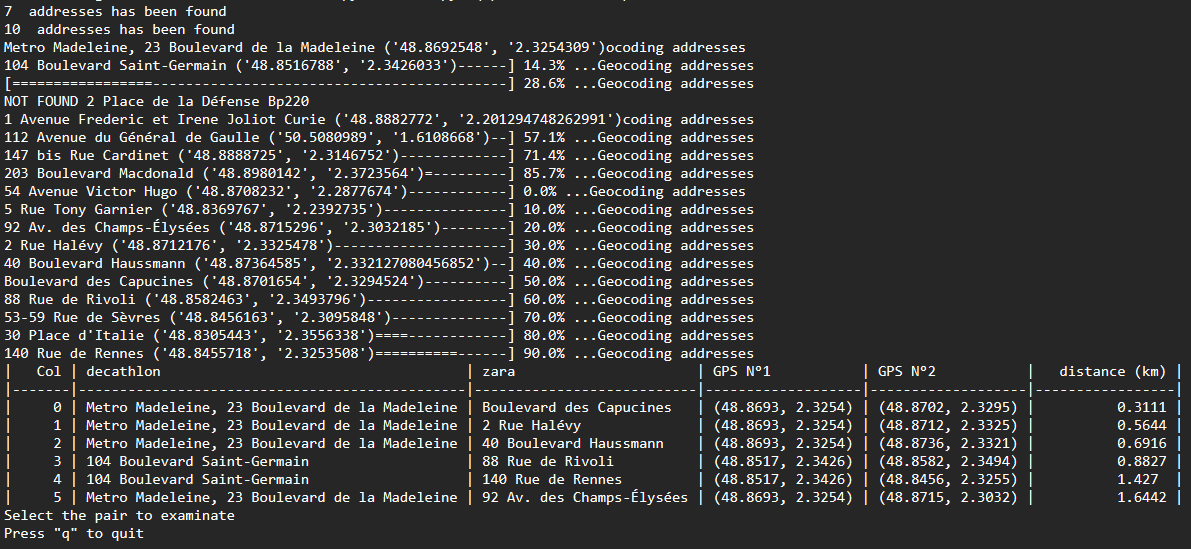 7  addresses has been found
10  addresses has been found
Metro Madeleine, 23 Boulevard de la Madeleine ('48.8692548', '2.3254309')ocoding addresses
104 Boulevard Saint-Germain ('48.8516788', '2.3426033')------] 14.3% ...Geocoding addresses
[=================------------------------------------------] 28.6% ...Geocoding addresses
NOT FOUND 2 Place de la Défense Bp220
1 Avenue Frederic et Irene Joliot Curie ('48.8882772', '2.201294748262991')coding addresses
112 Avenue du Général de Gaulle ('50.5080989', '1.6108668')--] 57.1% ...Geocoding addresses
147 bis Rue Cardinet ('48.8888725', '2.3146752')-------------] 71.4% ...Geocoding addresses
203 Boulevard Macdonald ('48.8980142', '2.3723564')=---------] 85.7% ...Geocoding addresses
54 Avenue Victor Hugo ('48.8708232', '2.2877674')------------] 0.0% ...Geocoding addresses
5 Rue Tony Garnier ('48.8369767', '2.2392735')---------------] 10.0% ...Geocoding addresses
92 Av. des Champs-Élysées ('48.8715296', '2.3032185')--------] 20.0% ...Geocoding addresses
2 Rue Halévy ('48.8712176', '2.3325478')---------------------] 30.0% ...Geocoding addresses
40 Boulevard Haussmann ('48.87364585', '2.332127080456852')--] 40.0% ...Geocoding addresses
Boulevard des Capucines ('48.8701654', '2.3294524')----------] 50.0% ...Geocoding addresses
88 Rue de Rivoli ('48.8582463', '2.3493796')-----------------] 60.0% ...Geocoding addresses
53-59 Rue de Sèvres ('48.8456163', '2.3095848')--------------] 70.0% ...Geocoding addresses
30 Place d'Italie ('48.8305443', '2.3556338')====------------] 80.0% ...Geocoding addresses
140 Rue de Rennes ('48.8455718', '2.3253508')==========------] 90.0% ...Geocoding addresses
|   Col | decathlon                                     | zara                      | GPS N°1            | GPS N°2            |   distance (km) |
|-------|-----------------------------------------------|---------------------------|--------------------|--------------------|-----------------|
|     0 | Metro Madeleine, 23 Boulevard de la Madeleine | Boulevard des Capucines   | (48.8693, 2.3254) | (48.8702, 2.3295) |          0.3111 |
|     1 | Metro Madeleine, 23 Boulevard de la Madeleine | 2 Rue Halévy              | (48.8693, 2.3254) | (48.8712, 2.3325) |          0.5644 |
|     2 | Metro Madeleine, 23 Boulevard de la Madeleine | 40 Boulevard Haussmann    | (48.8693, 2.3254) | (48.8736, 2.3321) |          0.6916 |
|     3 | 104 Boulevard Saint-Germain                   | 88 Rue de Rivoli          | (48.8517, 2.3426) | (48.8582, 2.3494) |          0.8827 |
|     4 | 104 Boulevard Saint-Germain                   | 140 Rue de Rennes         | (48.8517, 2.3426) | (48.8456, 2.3255) |          1.427  |
|     5 | Metro Madeleine, 23 Boulevard de la Madeleine | 92 Av. des Champs-Élysées | (48.8693, 2.3254) | (48.8715, 2.3032) |          1.6442 |
Select the pair to examinate
Press "q" to quit